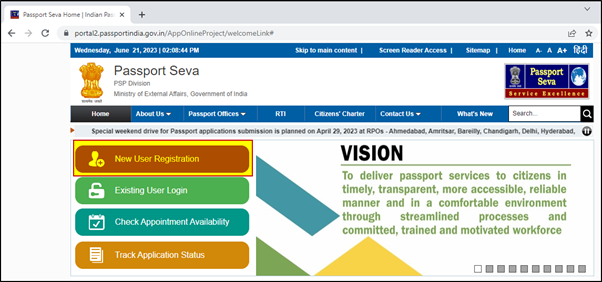 Passport Seva Home | Indian Pas
portal2.passportindia.gov.in/AppOnlineProject/welcomeLink#
Wednesday, June 21, 2023 | 02:08:44 PM
Skip to main content | Screen Reader Access | Sitemap | Home A- A A+ हिंदी
Passport Seva
PSP Division
Ministry of External Affairs, Government of India
Passport
Seva
Service Excellence
Home About Us Passport Offices RTI Citizens' Charter Contact Us What's New Search...
Special weekend drive for Passport applications submission is planned on April 29, 2023 at RPOs - Ahmedabad, Amritsar, Bareilly, Chandigarh, Delhi, Hyderabad,
New User Registration
Existing User Login
Check Appointment Availability
Track Application Status
VISION
To deliver passport services to citizens in
timely, transparent, more accessible, reliable
manner and in a comfortable environment
through streamlined processes and
committed, trained and motivated workforce